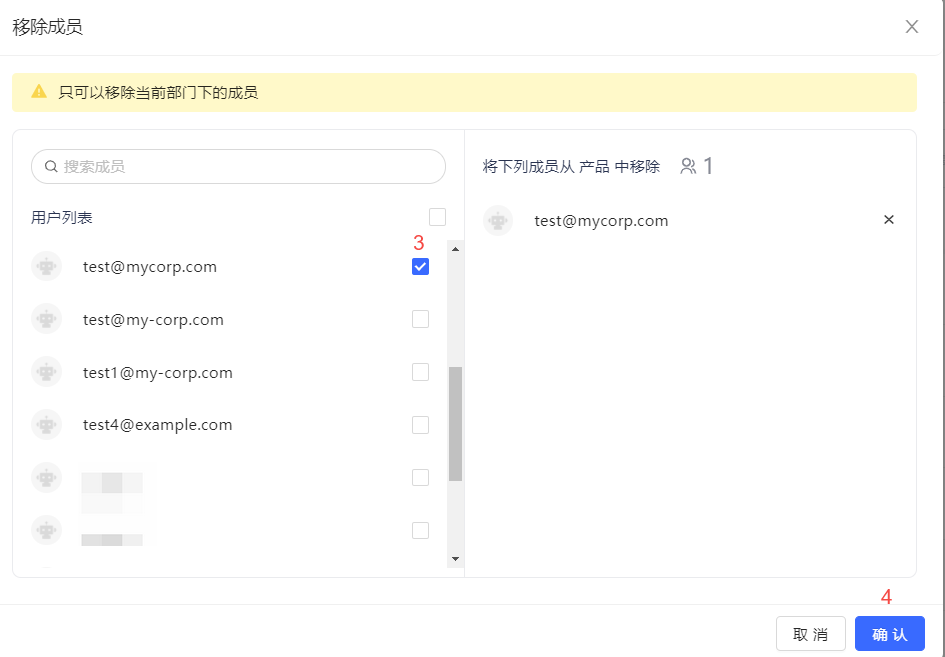 移除成员
只可以移除当前部门下的成员
搜索成员
用户列表
3
test@mycorp.com
test@my-corp.com
test1@my-corp.com
test4@example.com
将下列成员从 产品 中移除 1
test@mycorp.com
4
取 消
确 认